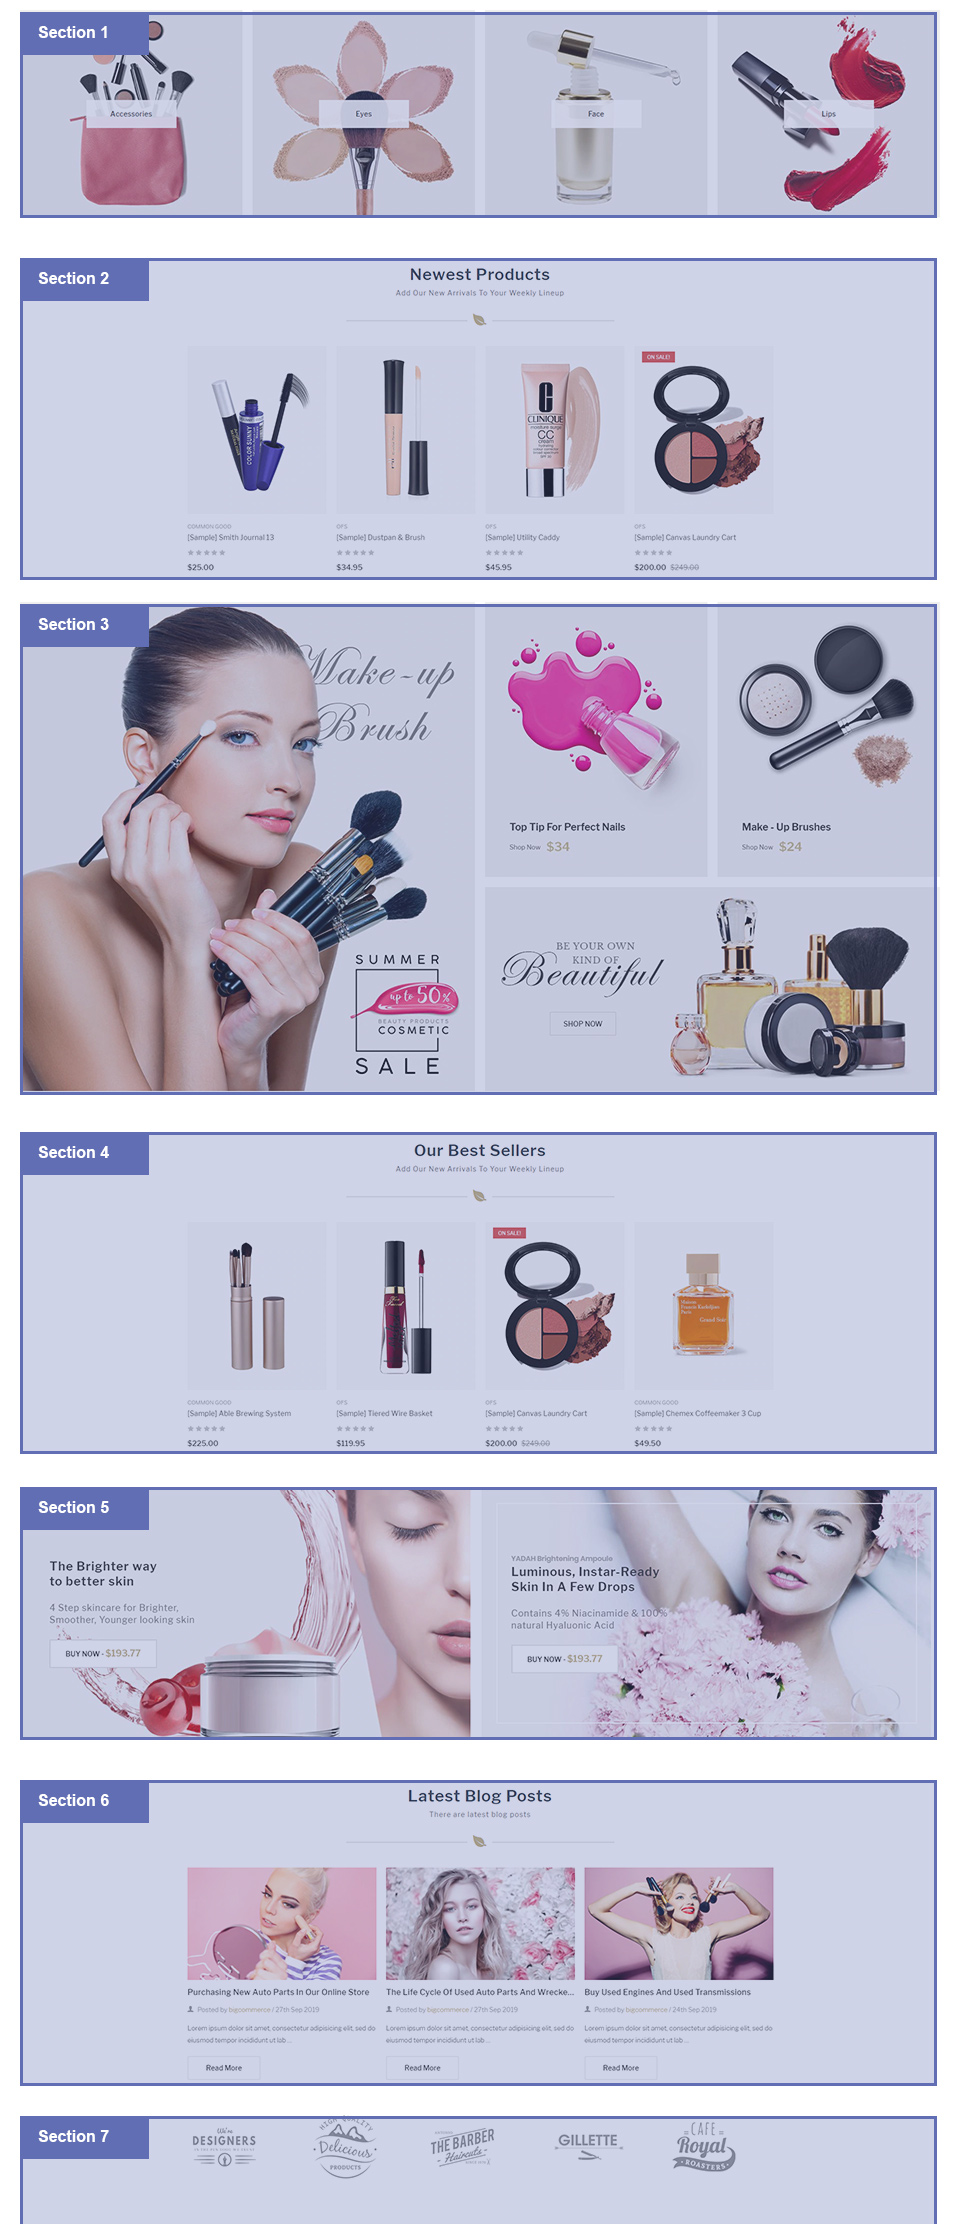 Section 1
Accessories
Eyes
Face
Lips
Section 2
Newest Products
Add Our New Arrivals To Your Weekly Lineup
ON SALE!
COLOR SUNNY
CLINIQUE
moisture surge
CC
cream
COMMON GOOD
OFS
OFS
OFS
[Sample] Smith Journal 13
[Sample] Dustpan & Brush
[Sample] Utility Caddy
[Sample] Canvas Laundry Cart
$25.00
$34.95
$45.95
$200.00 $249.00
Section 3
Make-up
Brush
SUMMER
up to 50%
BEAUTY PRODUCTS
COSMETIC
SALE
Top Tip For Perfect Nails
Shop Now $34
Make - Up Brushes
Shop Now $24
BE YOUR OWN
KIND OF
Beautiful
SHOP NOW
Section 4
Our Best Sellers
Add Our New Arrivals To Your Weekly Lineup
ON SALE!
Maison
Francis Kurkdjian
Paris
Grand Soir
COMMON GOOD
OFS
OFS
COMMON GOOD
[Sample] Able Brewing System
[Sample] Tiered Wire Basket
[Sample] Canvas Laundry Cart
[Sample] Chemex Coffeemaker 3 Cup
$225.00
$119.95
$200.00 $249.00
$49.50
Section 5
The Brighter way
to better skin
4 Step skincare for Brighter,
Smoother, Younger looking skin
BUY NOW - $193.77
YADAH Brightening Ampoule
Luminous, Instar-Ready
Skin In A Few Drops
Contains 4% Niacinamide & 100%
natural Hyaluonic Acid
BUY NOW - $193.77
Section 6
Latest Blog Posts
There are latest blog posts
Purchasing New Auto Parts In Our Online Store
Posted by bigcommerce / 27th Sep 2019
Lorem ipsum dolor sit amet, consectetur adipisicing elit, sed do
eiusmod tempor incididunt ut lab ...
Read More
The Life Cycle Of Used Auto Parts And Wrecke...
Posted by bigcommerce / 27th Sep 2019
Lorem ipsum dolor sit amet, consectetur adipisicing elit, sed do
eiusmod tempor incididunt ut lab ...
Read More
Buy Used Engines And Used Transmissions
Posted by bigcommerce / 24th Sep 2019
Lorem ipsum dolor sit amet, consectetur adipisicing elit, sed do
eiusmod tempor incididunt ut lab ...
Read More
Section 7
We're
DESIGNERS
HIGH QUALITY
Delicious
PRODUCTS
THE BARBER
Haircuts
GILLETTE
CAFE
Royal
ROASTERS